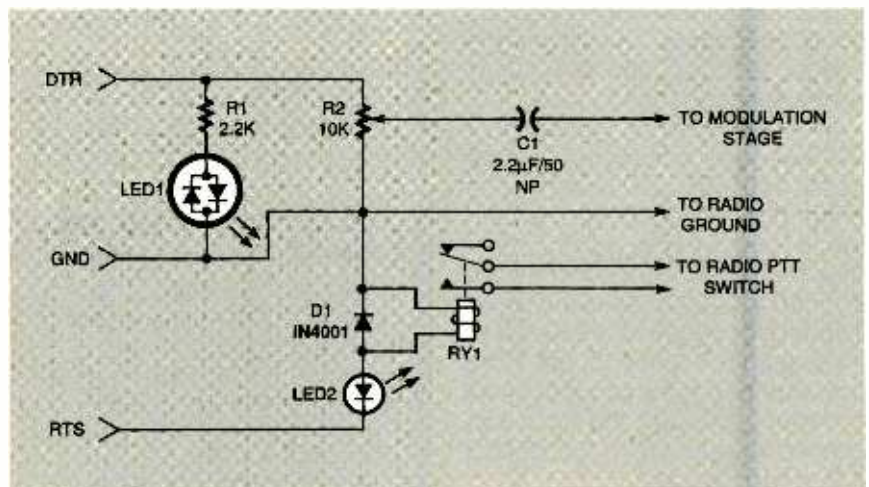 DTR
R1
2.2K
R2
10K
C1
2.2µF/50
NP
TO MODULATION
STAGE
LED1
TO RADIO
GROUND
GND
TO RADIO PTT
SWITCH
D1
IN4001
RY1
LED2
RTS